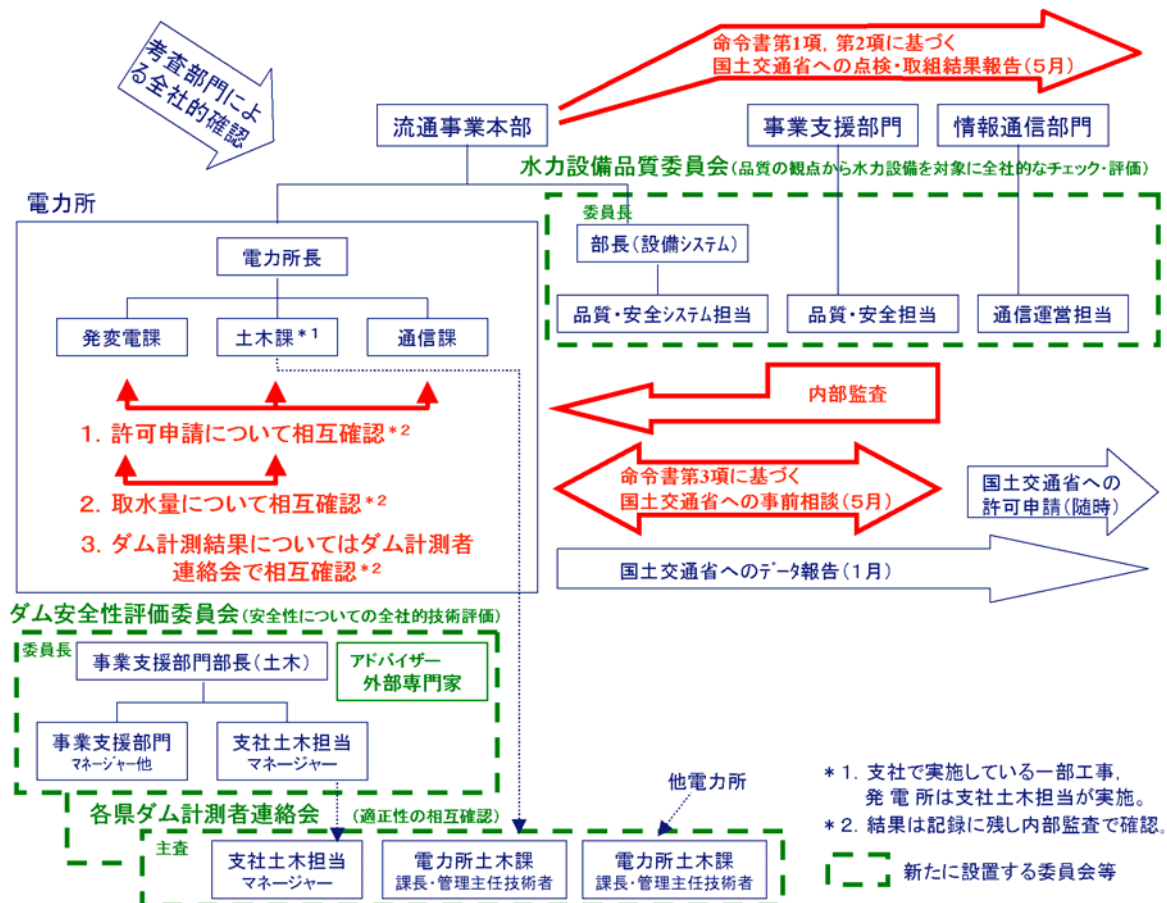 考査部門によ
る全社的確認
命令書第1項，第2項に基づく
国土交通省への点検・取組結果報告（5月）
流通事業本部
事業支援部門
情報通信部門
水力設備品質委員会（品質の観点から水力設備を対象に全社的なチェック・評価）
電力所
委員長
部長（設備システム）
電力所長
品質・安全システム担当
品質・安全担当
通信運営担当
発変電課
土木課＊1
通信課
内部監査
1．許可申請について相互確認＊2
命令書第3項に基づく
国土交通省への事前相談（5月）
国土交通省への
許可申請（随時）
2．取水量について相互確認＊2
3．ダム計測結果についてはダム計測者
連絡会で相互確認＊2
国土交通省へのデータ報告（1月）
ダム安全性評価委員会（安全性についての全社的技術評価）
委員長
事業支援部門部長（土木）
アドバイザー
外部専門家
事業支援部門
マネージャー他
支社土木担当
マネージャー
他電力所
＊1．支社で実施している一部工事，
発電所は支社土木担当が実施。
＊2．結果は記録に残し内部監査で確認。
各県ダム計測者連絡会（適正性の相互確認）
主査
支社土木担当
マネージャー
電力所土木課
課長・管理主任技術者
電力所土木課
課長・管理主任技術者
新たに設置する委員会等